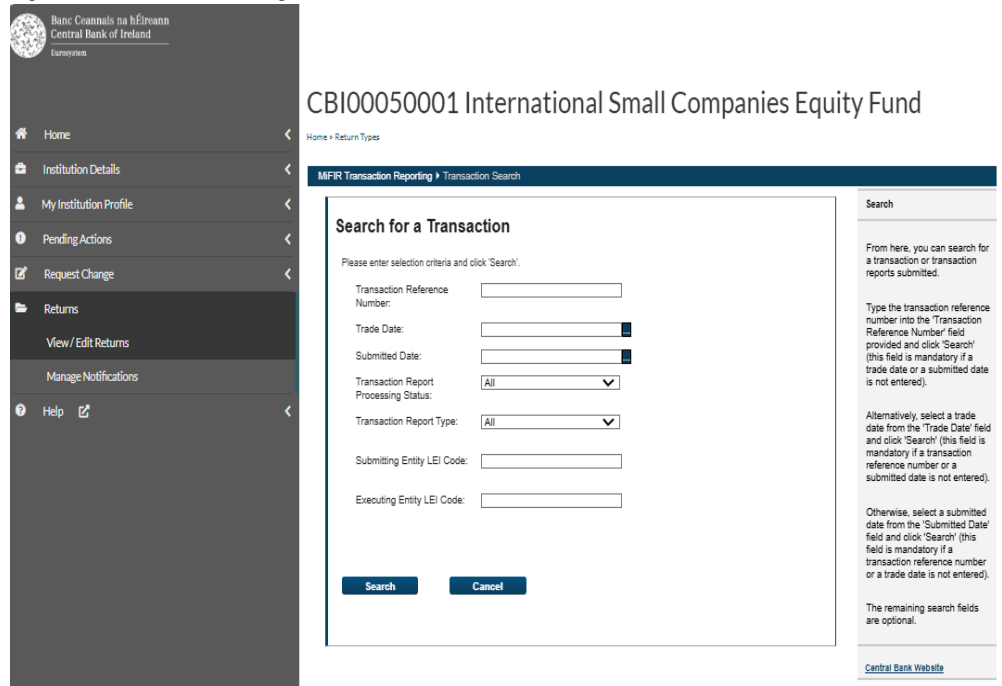 Banc Ceannais na hÉireann
Central Bank of Ireland
Eurosystem
Home
Institution Details
My Institution Profile
Pending Actions
Request Change
Returns
View / Edit Returns
Manage Notifications
Help
CBI00050001 International Small Companies Equity Fund
Home > Return Types
MiFIR Transaction Reporting Transaction Search
Search for a Transaction
Please enter selection criteria and click 'Search'.
Transaction Reference
Number:
Trade Date:
...
Submitted Date:
...
Transaction Report
Processing Status:
All
Transaction Report Type:
All
Submitting Entity LEI Code:
Executing Entity LEI Code:
Search
Cancel
Search
From here, you can search for
a transaction or transaction
reports submitted.
Type the transaction reference
number into the 'Transaction
Reference Number' field
provided and click 'Search'
(this field is mandatory if a
trade date or a submitted date
is not entered).
Alternatively, select a trade
date from the 'Trade Date' field
and click 'Search' (this field is
mandatory if a transaction
reference number or a
submitted date is not entered).
Otherwise, select a submitted
date from the 'Submitted Date'
field and click 'Search' (this
field is mandatory if a
transaction reference number
or a trade date is not entered).
The remaining search fields
are optional.
Central Bank Website